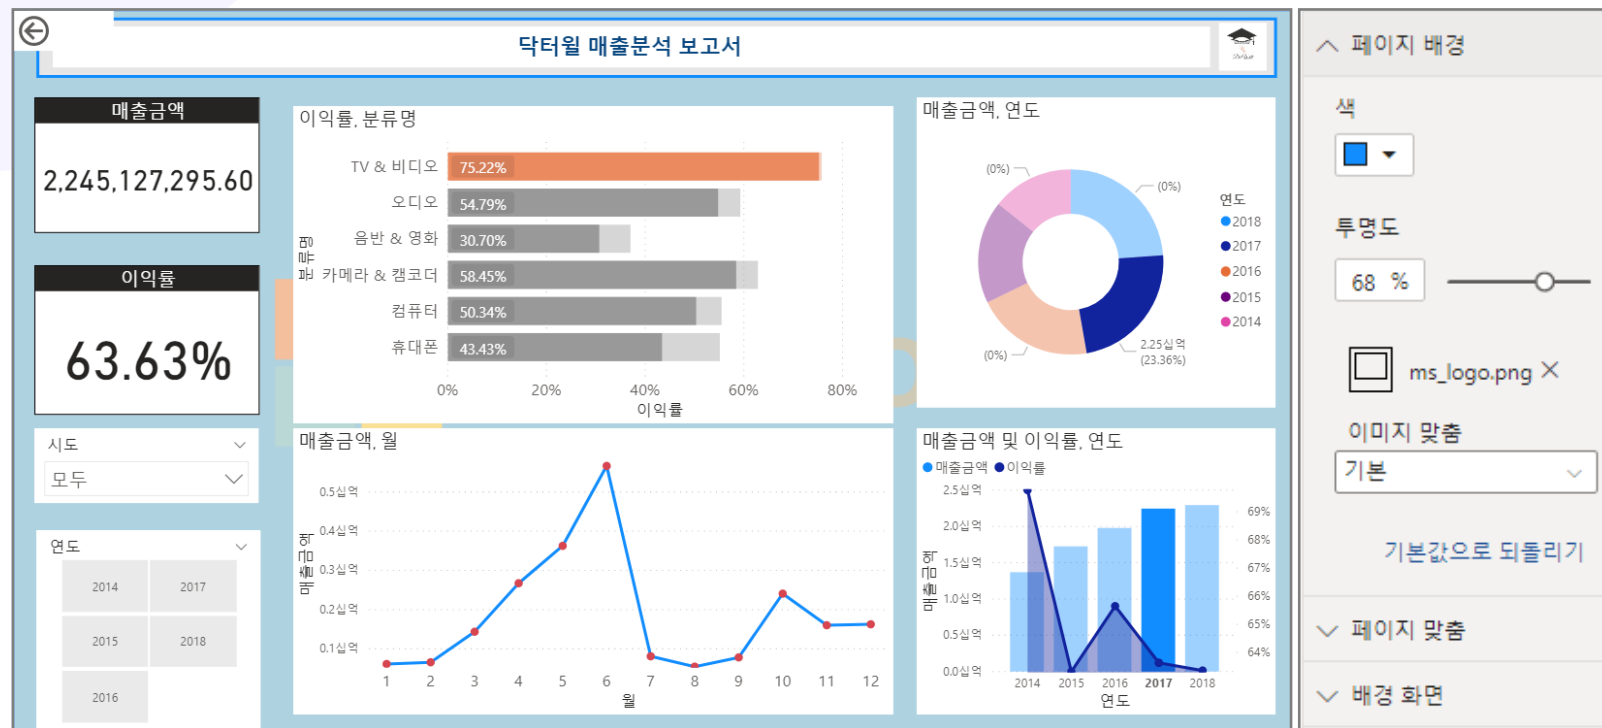 닥터윌 매출분석 보고서
매출금액
2,245,127,295.60
이익률
63.63%
시도
모두
연도
2014
2017
2015
2018
2016
이익률, 분류명
분류명
TV & 비디오
75.22%
오디오
54.79%
음반 & 영화
30.70%
카메라 & 캠코더
58.45%
컴퓨터
50.34%
휴대폰
43.43%
0%
20%
40%
60%
80%
이익률
매출금액, 연도
(0%)
(0%)
(0%)
2.25십억
(23.36%)
연도
2018
2017
2016
2015
2014
매출금액, 월
매출금액
0.5십억
0.4십억
0.3십억
0.2십억
0.1십억
1 2 3 4 5 6 7 8 9 10 11 12
월
매출금액 및 이익률, 연도
매출금액 이익률
매출금액
2.5십억
2.0십억
1.5십억
1.0십억
0.5십억
0.0십억
69%
68%
67%
66%
65%
64%
2014 2015 2016 2017 2018
연도
페이지 배경
색
투명도
68 %
ms_logo.png
이미지 맞춤
기본
기본값으로 되돌리기
페이지 맞춤
배경 화면